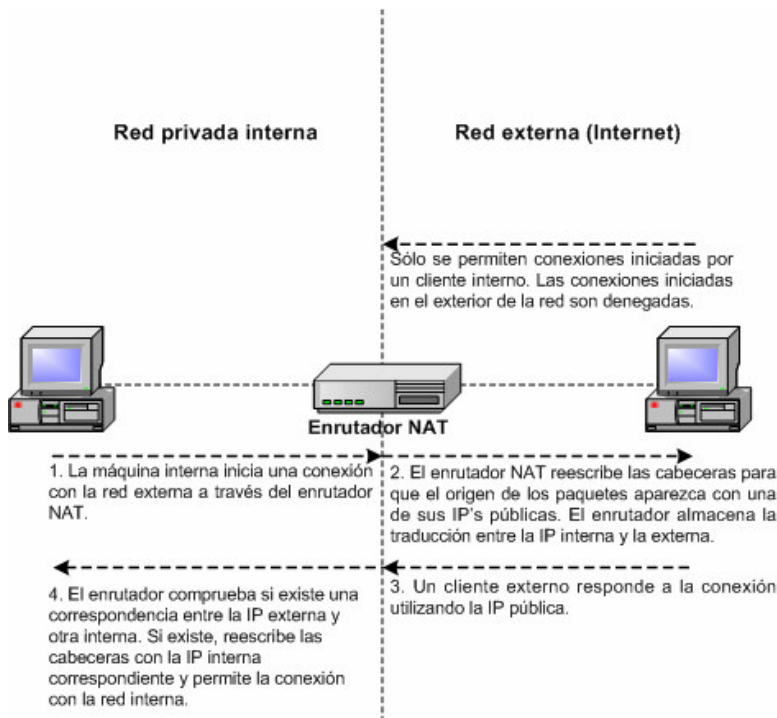 Red privada interna
Red externa (Internet)
Sólo se permiten conexiones iniciadas por
un cliente interno. Las conexiones iniciadas
en el exterior de la red son denegadas.
Enrutador NAT
1. La máquina interna inicia una conexión
con la red externa a través del enrutador
NAT.
2. El enrutador NAT reescribe las cabeceras para
que el origen de los paquetes aparezca con una
de sus IP's públicas. El enrutador almacena la
traducción entre la IP interna y la externa.
3. Un cliente externo responde a la conexión
utilizando la IP pública.
4. El enrutador comprueba si existe una
correspondencia entre la IP externa y
otra interna. Si existe, reescribe las
cabeceras con la IP interna
correspondiente y permite la conexión
con la red interna.